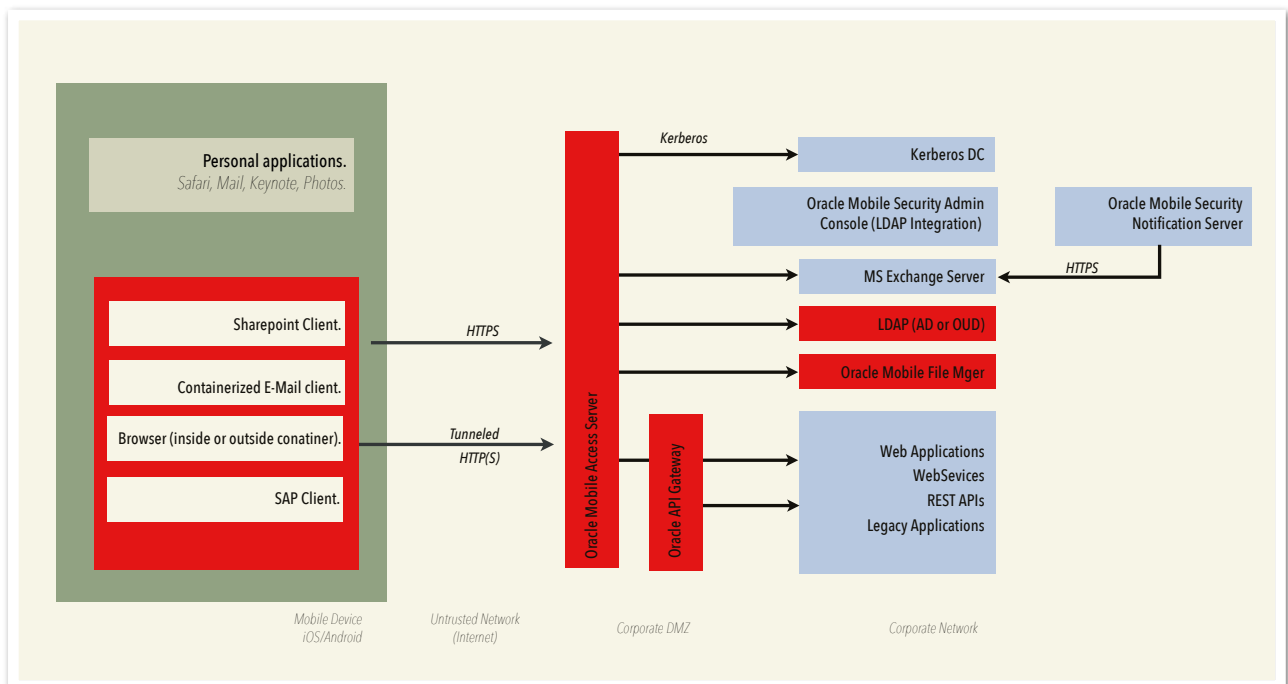 Personal applications.
Safari, Mail, Keynote, Photos.
Sharepoint Client.
Containerized E-Mail client.
Browser (inside or outside conatiner).
SAP Client.
HTTPS
Tunneled
HTTP(S)
Oracle Mobile Access Server
Oracle API Gateway
Kerberos
Kerberos DC
Oracle Mobile Security Admin
Console (LDAP Integration)
Oracle Mobile Security
Notification Server
MS Exchange Server
HTTPS
LDAP (AD or OUD)
Oracle Mobile File Mger
Web Applications
WebSevices
REST APIs
Legacy Applications
Mobile Device
iOS/Android
Untrusted Network
(Internet)
Corporate DMZ
Corporate Network